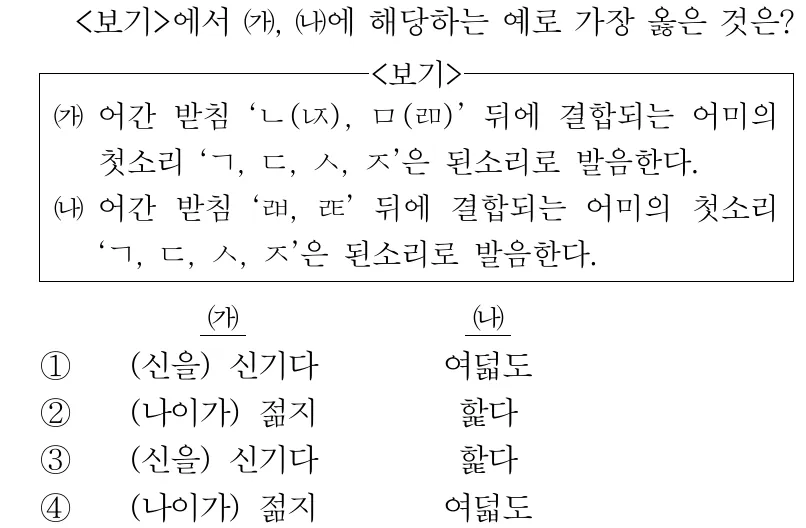 <보기>에서 ㈎, ㈏에 해당하는 예로 가장 옳은 것은?
<보기>
㈎ 어간 받침 ‘ㄴ(ㄵ), ㅁ(ㄻ)’ 뒤에 결합되는 어미의
첫소리 ‘ㄱ, ㄷ, ㅅ, ㅈ’은 된소리로 발음한다.
㈏ 어간 받침 ‘ㄼ, ㄾ’ 뒤에 결합되는 어미의 첫소리
‘ㄱ, ㄷ, ㅅ, ㅈ’은 된소리로 발음한다.
㈎ ㈏
① (신을) 신기다 여덟도
② (나이가) 젊지 핥다
③ (신을) 신기다 핥다
④ (나이가) 젊지 여덟도